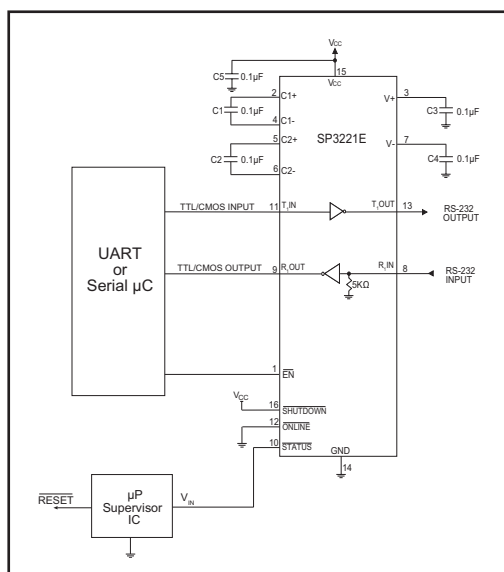 VCC
15
VCC
C5
0.1µF
2
C1+
C1
0.1µF
4
C1-
5
C2+
C2
0.1µF
6
C2-
SP3221E
3
V+
C3
0.1µF
7
V-
C4
0.1µF
UART
or
Serial µC
TTL/CMOS INPUT
11
T1IN
T1OUT
13
RS-232
OUTPUT
TTL/CMOS OUTPUT
9
R1OUT
R1IN
8
RS-232
INPUT
5KΩ
1
EN
VCC
16
SHUTDOWN
12
ONLINE
10
STATUS
GND
14
RESET
µP
Supervisor
IC
VIN